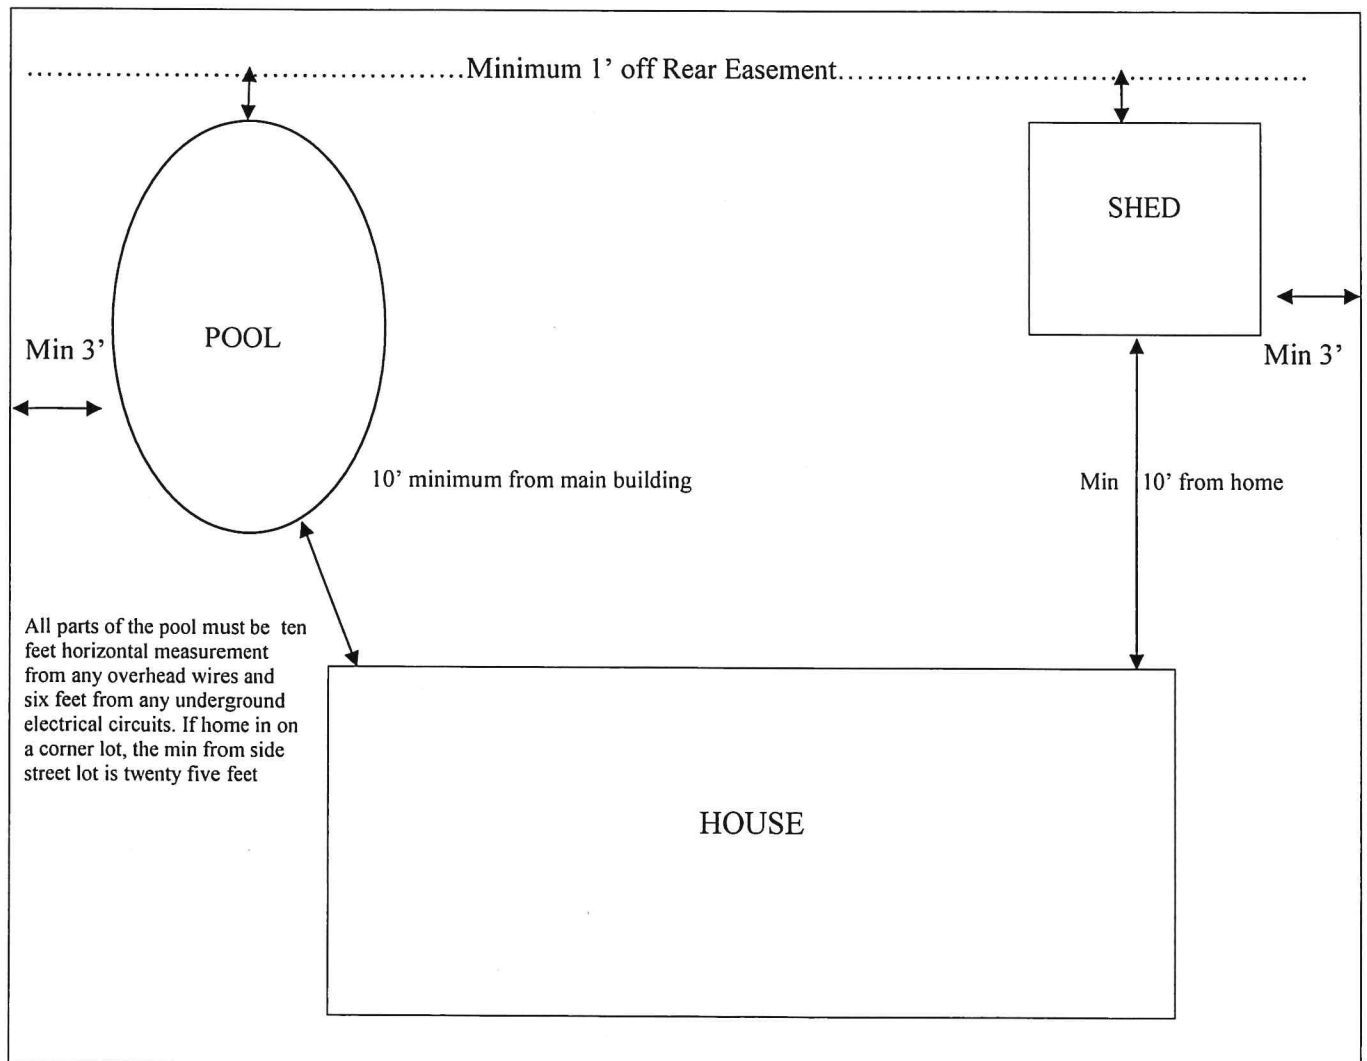 ........................Minimum 1’ off Rear Easement........................
SHED
POOL
Min 3’
Min 3’
10’ minimum from main building
Min 10’ from home
All parts of the pool must be ten
feet horizontal measurement
from any overhead wires and
six feet from any underground
electrical circuits. If home in on
a corner lot, the min from side
street lot is twenty five feet
HOUSE